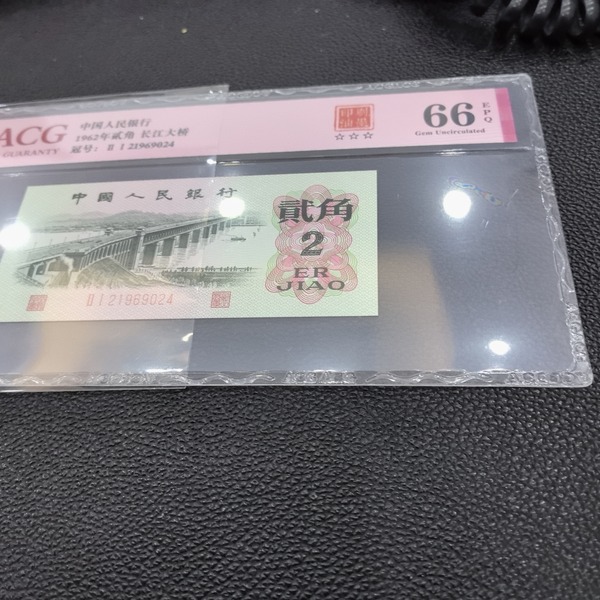 ACG
GUARANTY
中国人民银行
1962年贰角 长江大桥
冠号: II I 21969024
☆☆☆
66 EPQ
Gem Uncirculated
中國人民銀行
貳角
2
ER
JIAO
II I 21969024